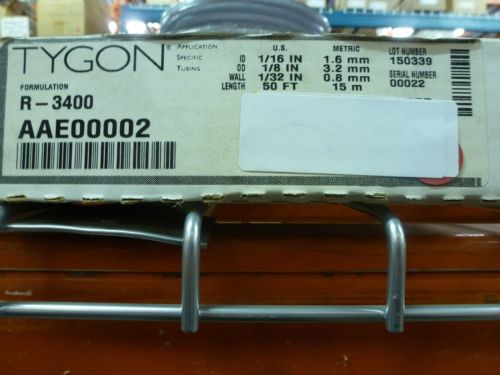 TYGON® Application Specific Tubing
U.S. METRIC
ID 1/16 IN 1.6 mm
OD 1/8 IN 3.2 mm
WALL 1/32 IN 0.8 mm
LENGTH 50 FT 15 m
LOT NUMBER
150339
SERIAL NUMBER
00022
FORMULATION
R-3400
AAE00002